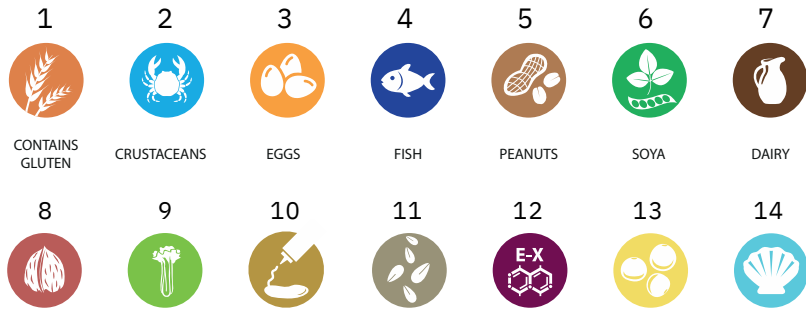 1 2 3 4 5 6 7
CONTAINS
GLUTEN
CRUSTACEANS
EGGS
FISH
PEANUTS
SOYA
DAIRY
8 9 10 11 12 13 14
E-X